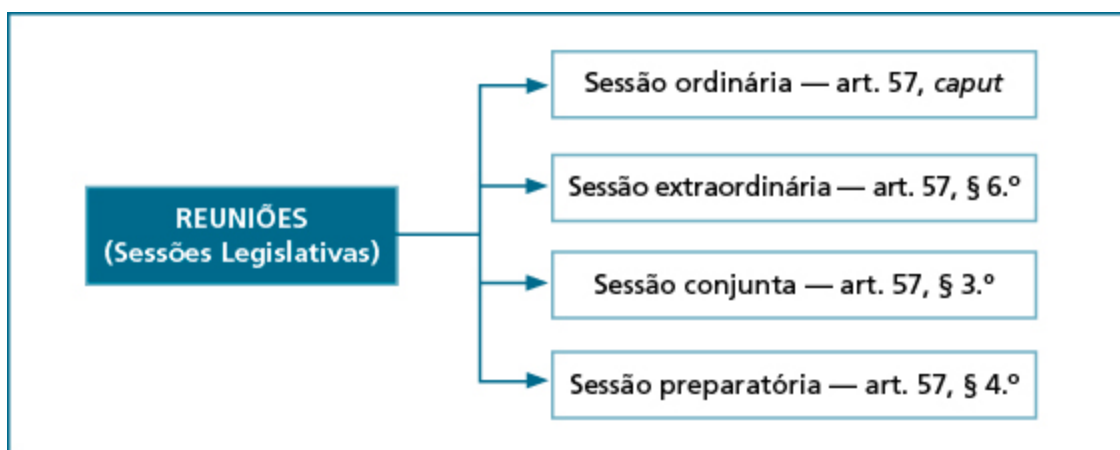 REUNIÕES
(Sessões Legislativas)
Sessão ordinária — art. 57, caput
Sessão extraordinária — art. 57, § 6.º
Sessão conjunta — art. 57, § 3.º
Sessão preparatória — art. 57, § 4.º